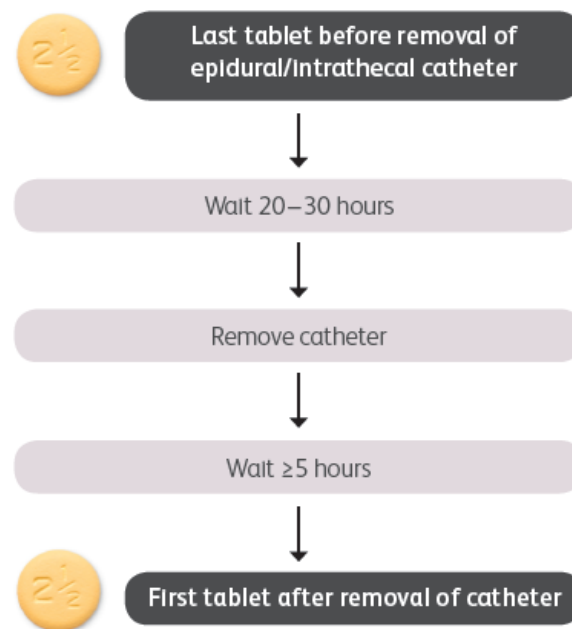 2½
Last tablet before removal of
epidural/intrathecal catheter
Wait 20–30 hours
Remove catheter
Wait ≥5 hours
2½
First tablet after removal of catheter